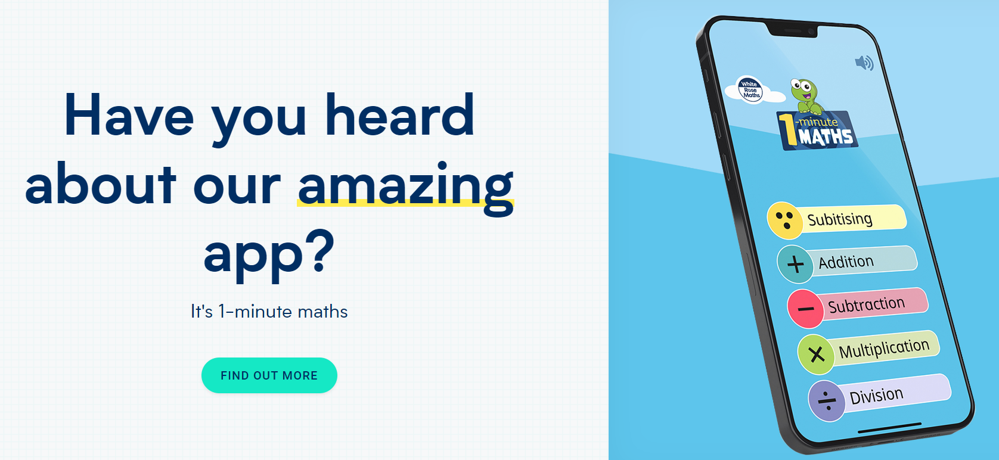 Have you heard
about our amazing
app?
It's 1-minute maths
FIND OUT MORE
White
Rose
Maths
1-minute
MATHS
Subitising
Addition
Subtraction
Multiplication
Division